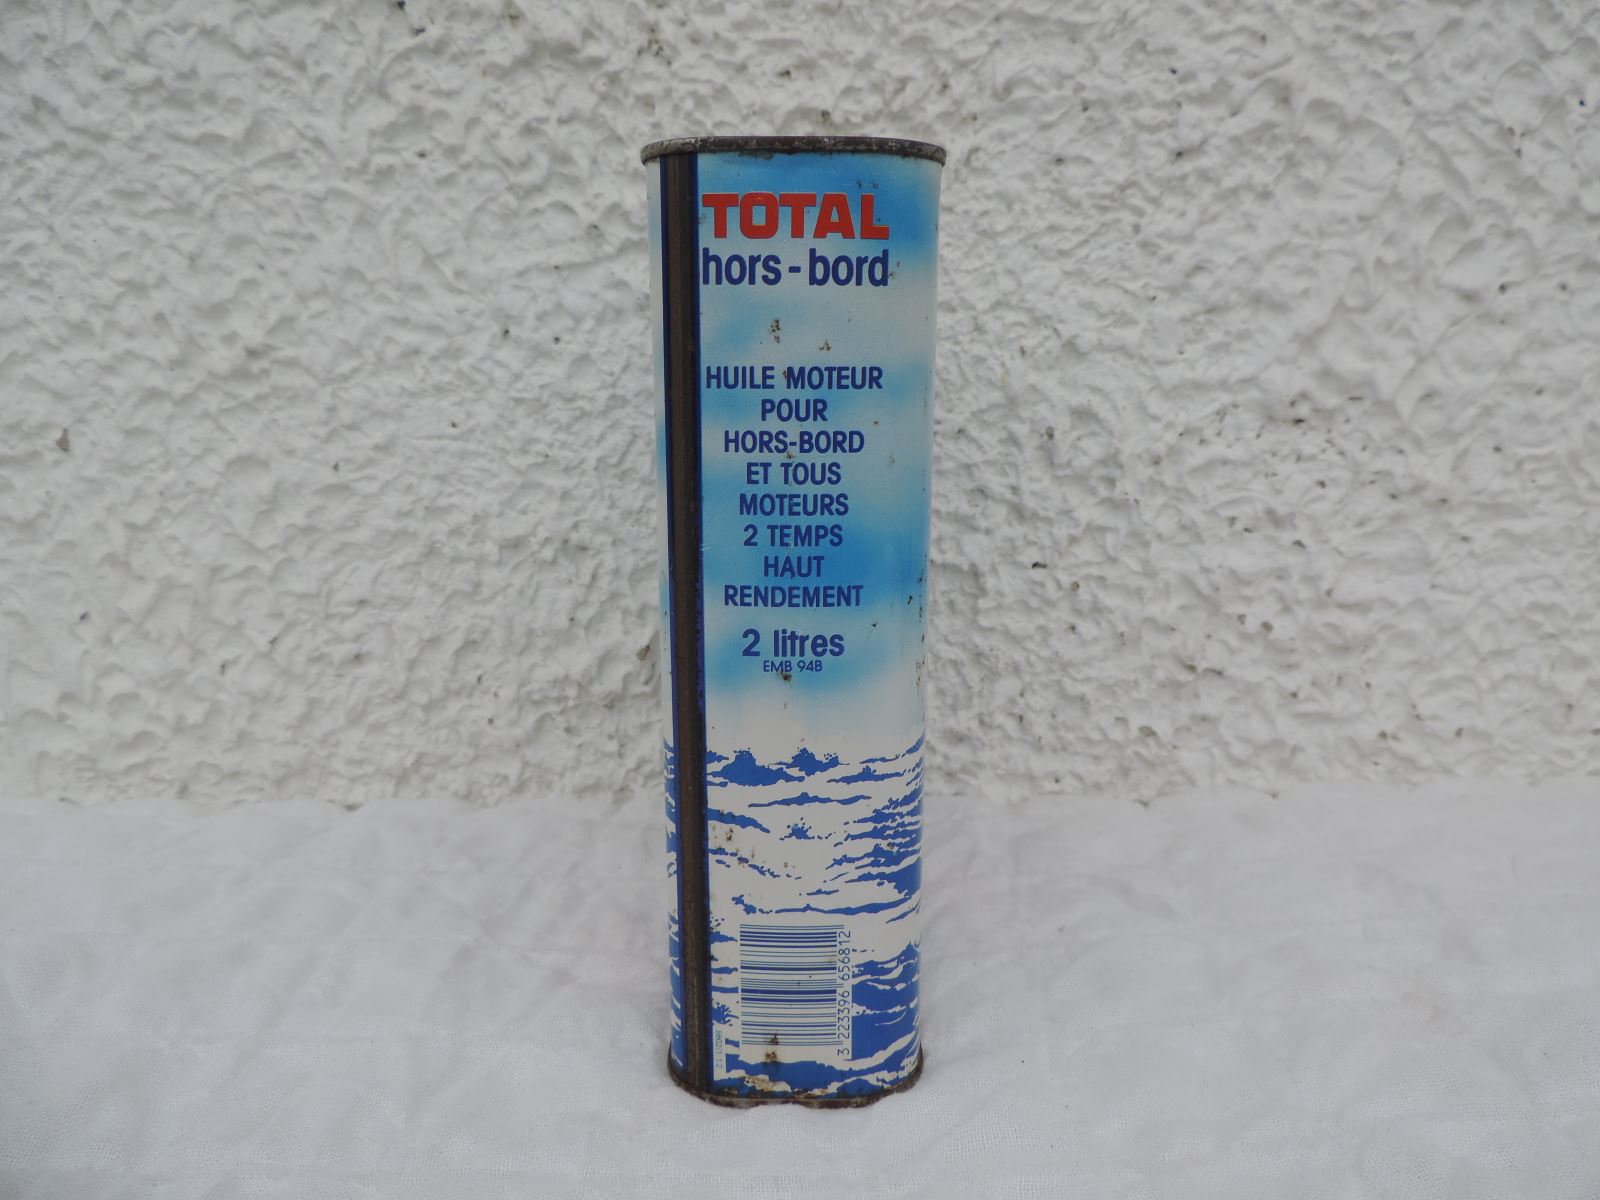 TOTAL
hors-bord
HUILE MOTEUR
POUR
HORS-BORD
ET TOUS
MOTEURS
2 TEMPS
HAUT
RENDEMENT
2 litres
EMB 94B
3 223396 656812